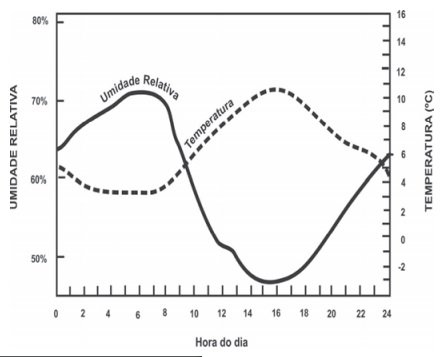 80%
70%
60%
50%
UMIDADE RELATIVA
Umidade Relativa
Temperatura
16
14
12
10
8
6
4
2
0
-2
TEMPERATURA (ºC)
0 2 4 6 8 10 12 14 16 18 20 22 24
Hora do dia